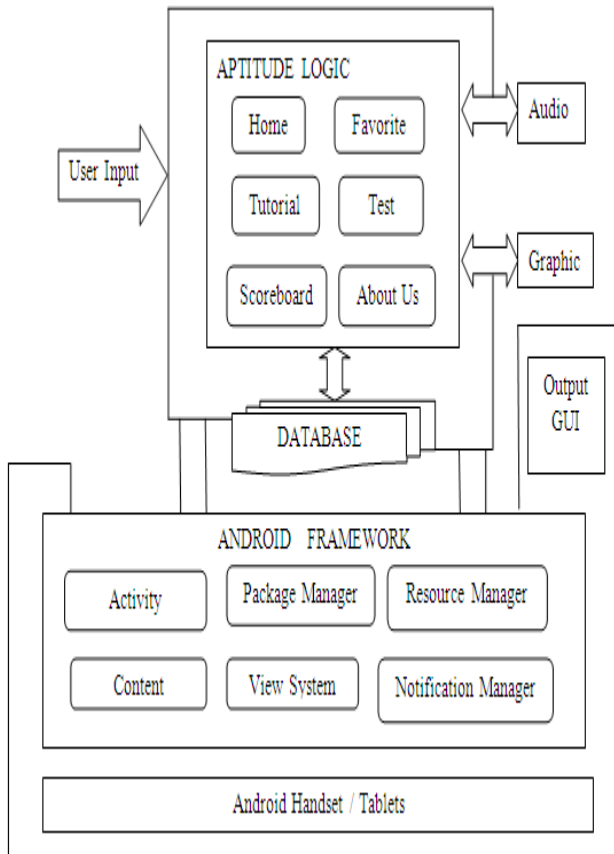 APTITUDE LOGIC
Home
Favorite
Audio
User Input
Tutorial
Test
Graphic
Scoreboard
About Us
Output
GUI
DATABASE
ANDROID FRAMEWORK
Activity
Package Manager
Resource Manager
Content
View System
Notification Manager
Android Handset / Tablets